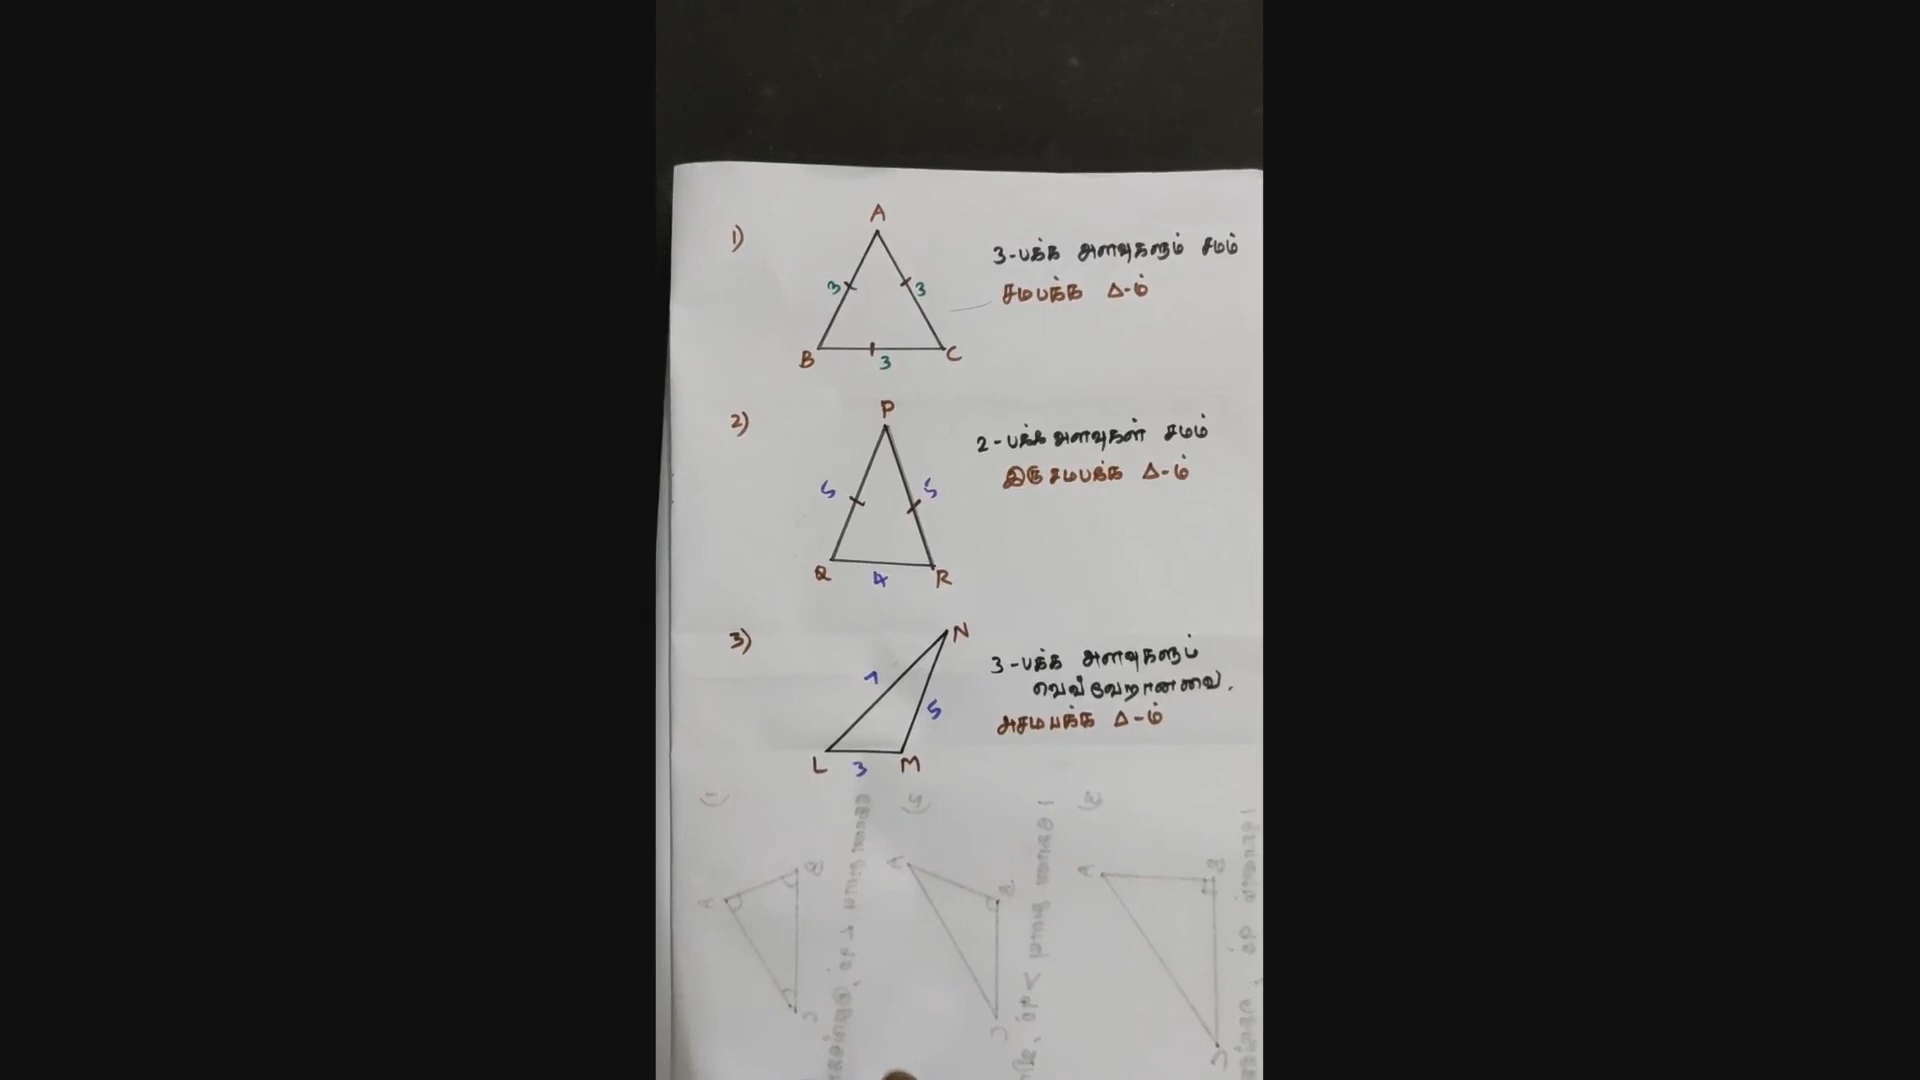 1)
A
3
3
B
3
C
3-பக்க அளவுகளும் சமம்
சமபக்க Δ-ம்
2)
P
5
5
Q
4
R
2-பக்க அளவுகள் சமம்
இரு சமபக்க Δ-ம்
3)
N
7
5
L
3
M
3-பக்க அளவுகளும்
வெவ்வேறானவை.
அசமபக்க Δ-ம்